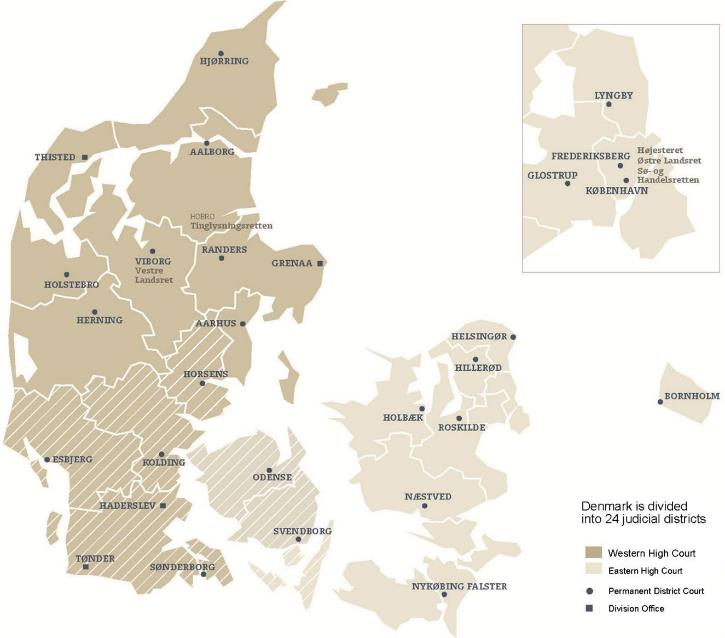 HJØRRING
AALBORG
THISTED
HOBRO
Tinglysningsretten
RANDERS
VIBORG
Vestre
Landsret
GRENAA
HOLSTEBRO
HERNING
AARHUS
HORSENS
ESBJERG
KOLDING
HADERSLEV
TØNDER
SØNDERBORG
ODENSE
SVENDBORG
HELSINGØR
HILLERØD
HOLBÆK
ROSKILDE
NÆSTVED
NYKØBING FALSTER
BORNHOLM
LYNGBY
FREDERIKSBERG
GLOSTRUP
KØBENHAVN
Højesteret
Østre Landsret
Sø- og
Handelsretten
Denmark is divided
into 24 judicial districts
Western High Court
Eastern High Court
Permanent District Court
Division Office